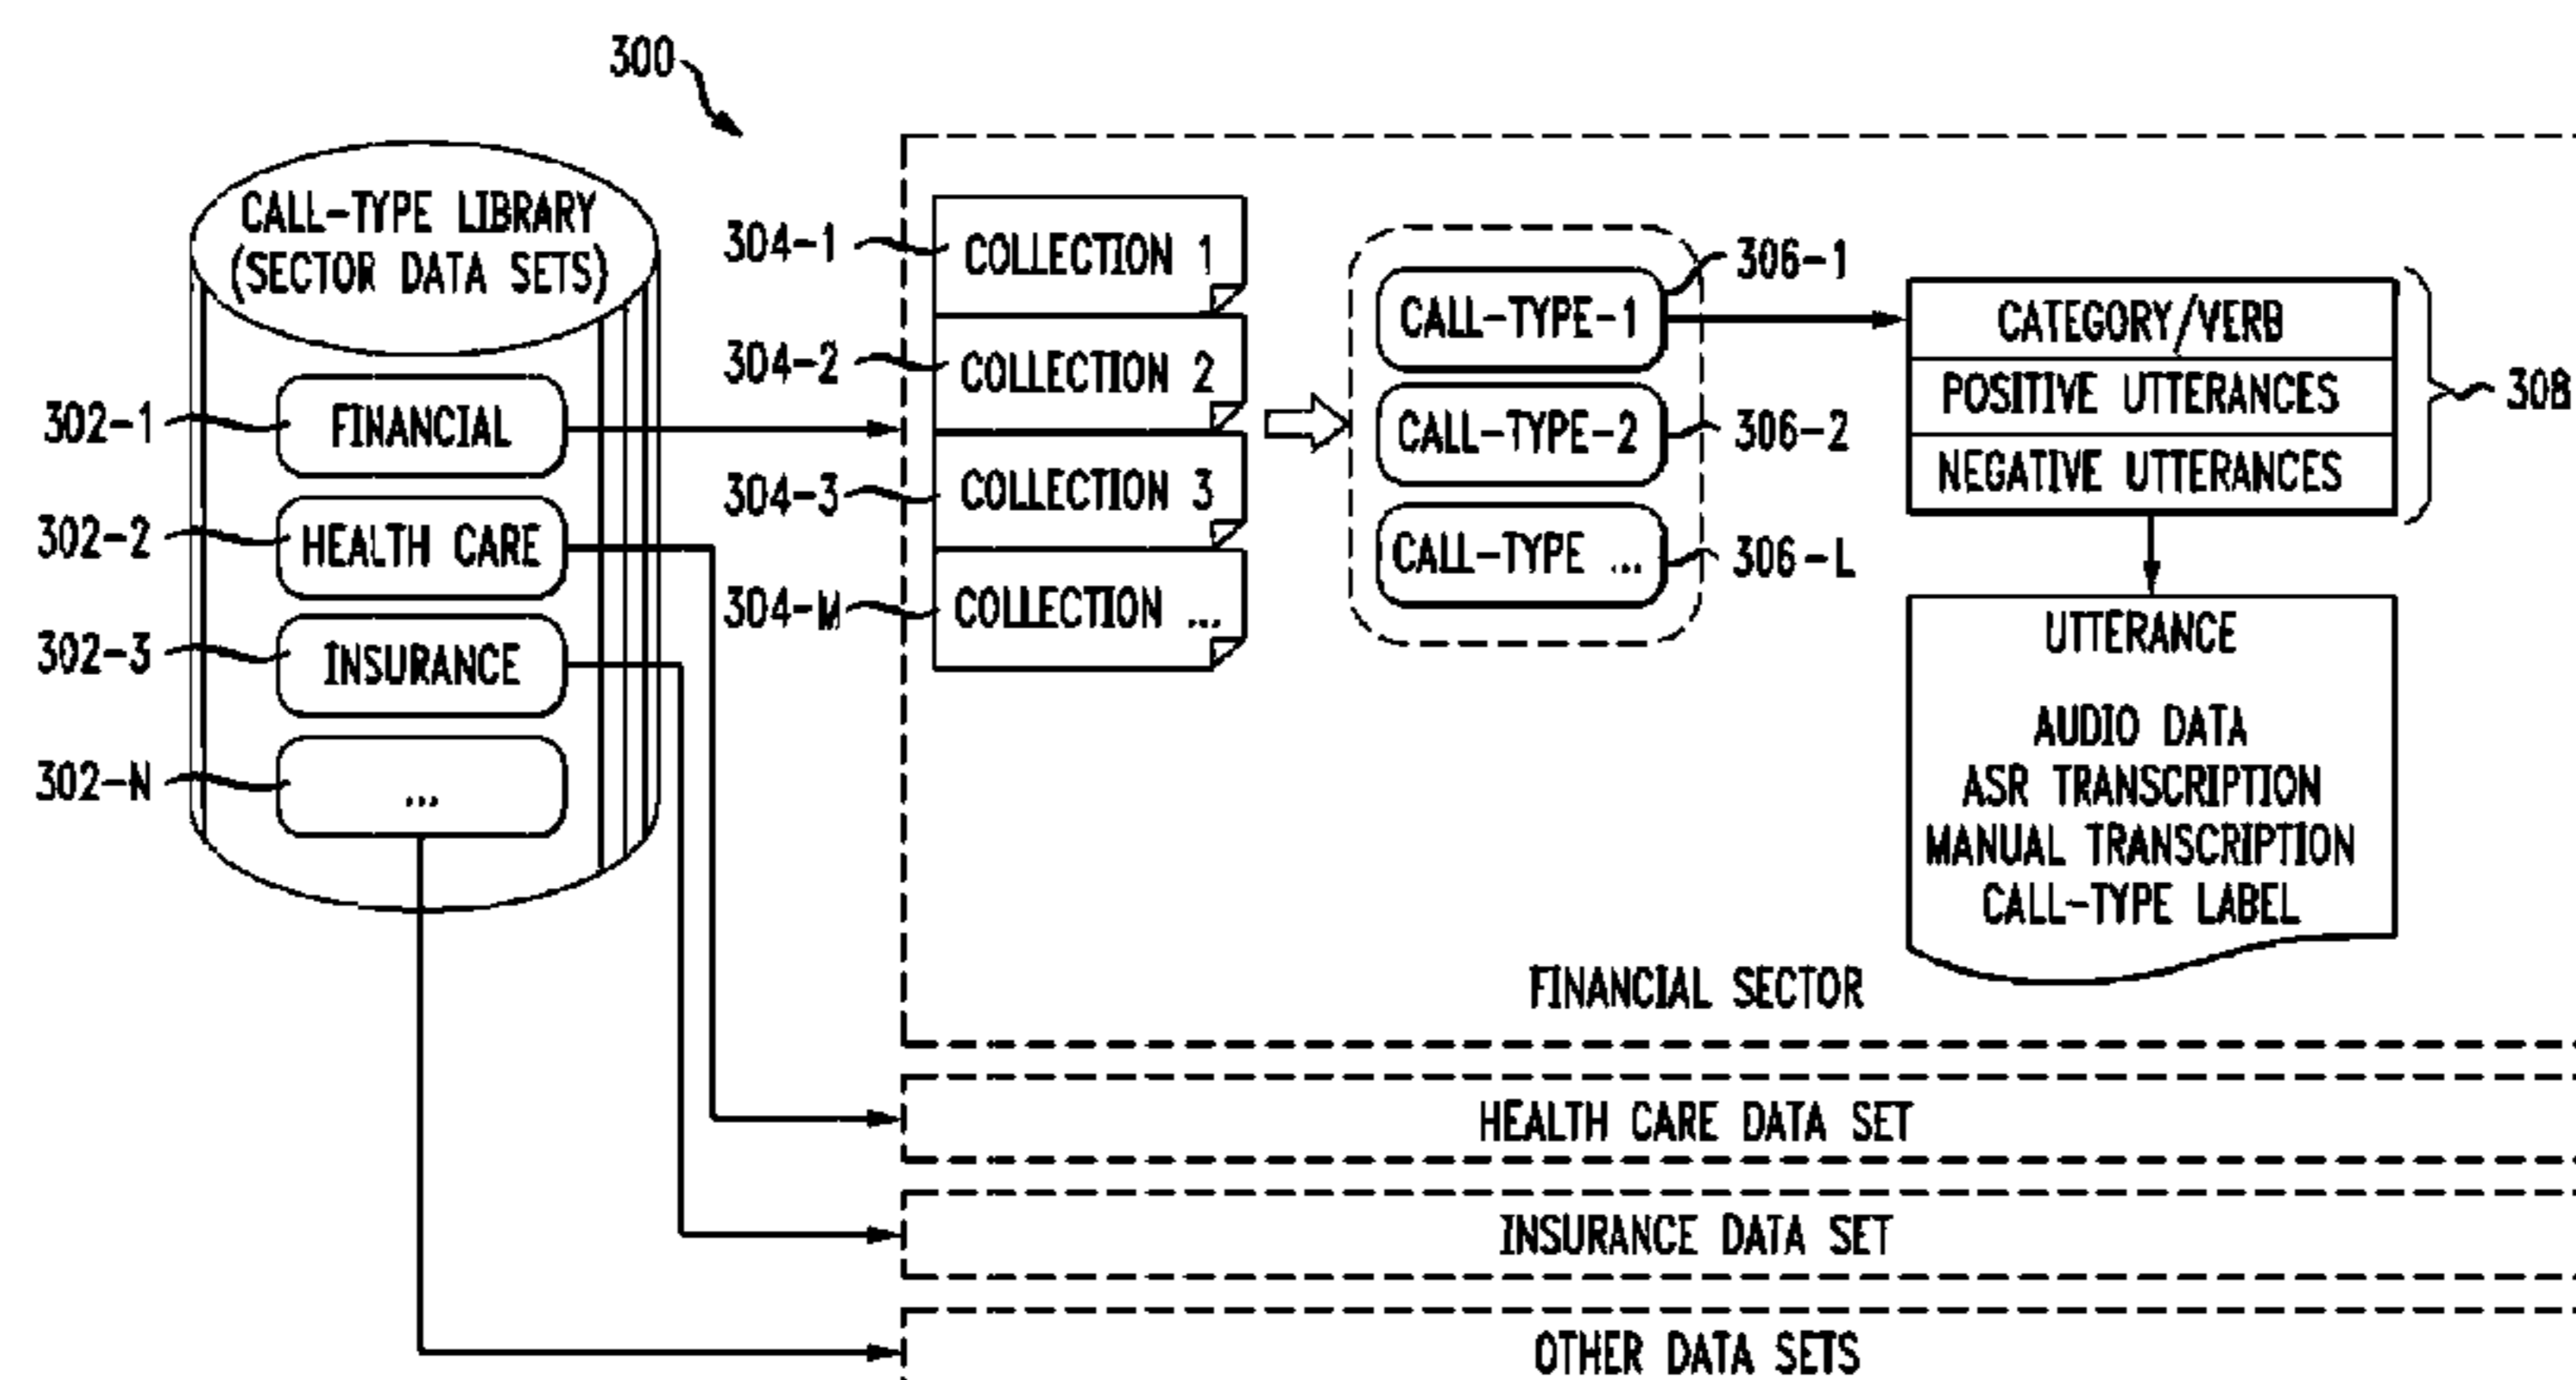 300
CALL-TYPE LIBRARY
(SECTOR DATA SETS)
302-1
FINANCIAL
302-2
HEALTH CARE
302-3
INSURANCE
302-N
...
304-1
COLLECTION 1
304-2
COLLECTION 2
304-3
COLLECTION 3
304-M
COLLECTION ...
CALL-TYPE-1
306-1
CALL-TYPE-2
306-2
CALL-TYPE ...
306-L
CATEGORY/VERB
POSITIVE UTTERANCES
NEGATIVE UTTERANCES
308
UTTERANCE
AUDIO DATA
ASR TRANSCRIPTION
MANUAL TRANSCRIPTION
CALL-TYPE LABEL
FINANCIAL SECTOR
HEALTH CARE DATA SET
INSURANCE DATA SET
OTHER DATA SETS